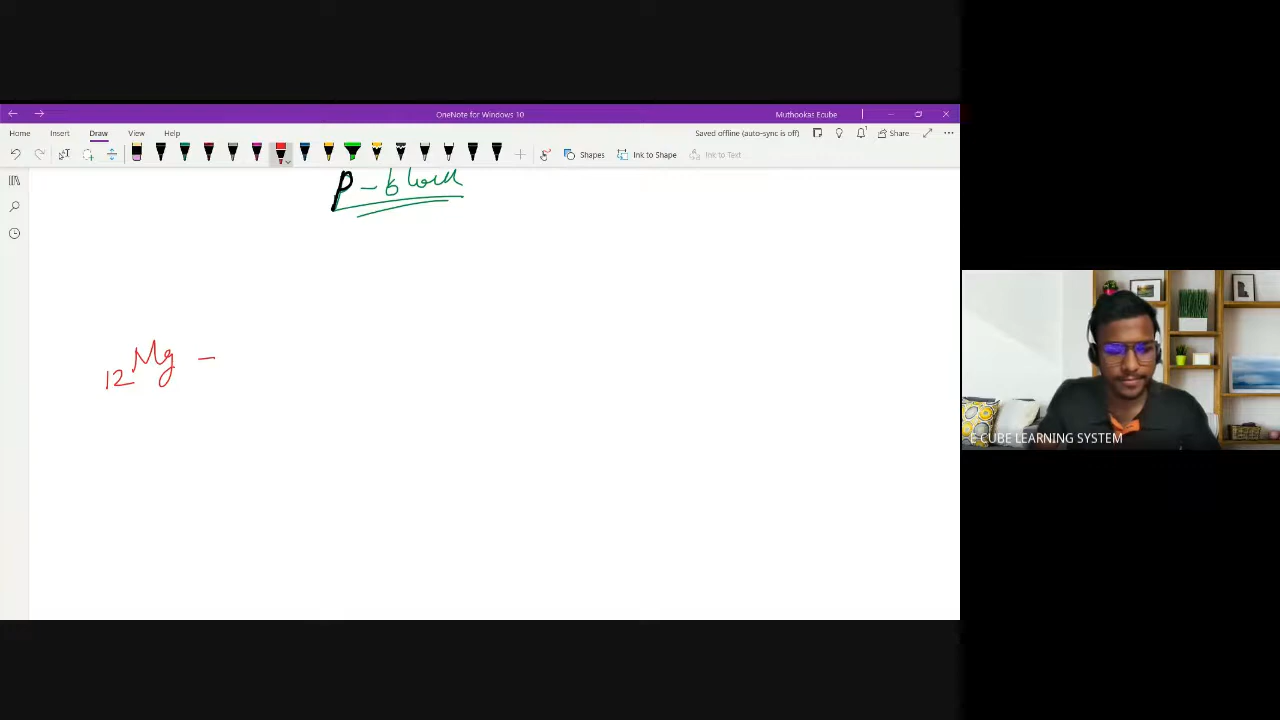 OneNote for Windows 10
Muthookas Ecube
Home Insert Draw View Help
Saved offline (auto-sync is off) Share
Shapes Ink to Shape Ink to Text
P - block
12Mg -
E CUBE LEARNING SYSTEM